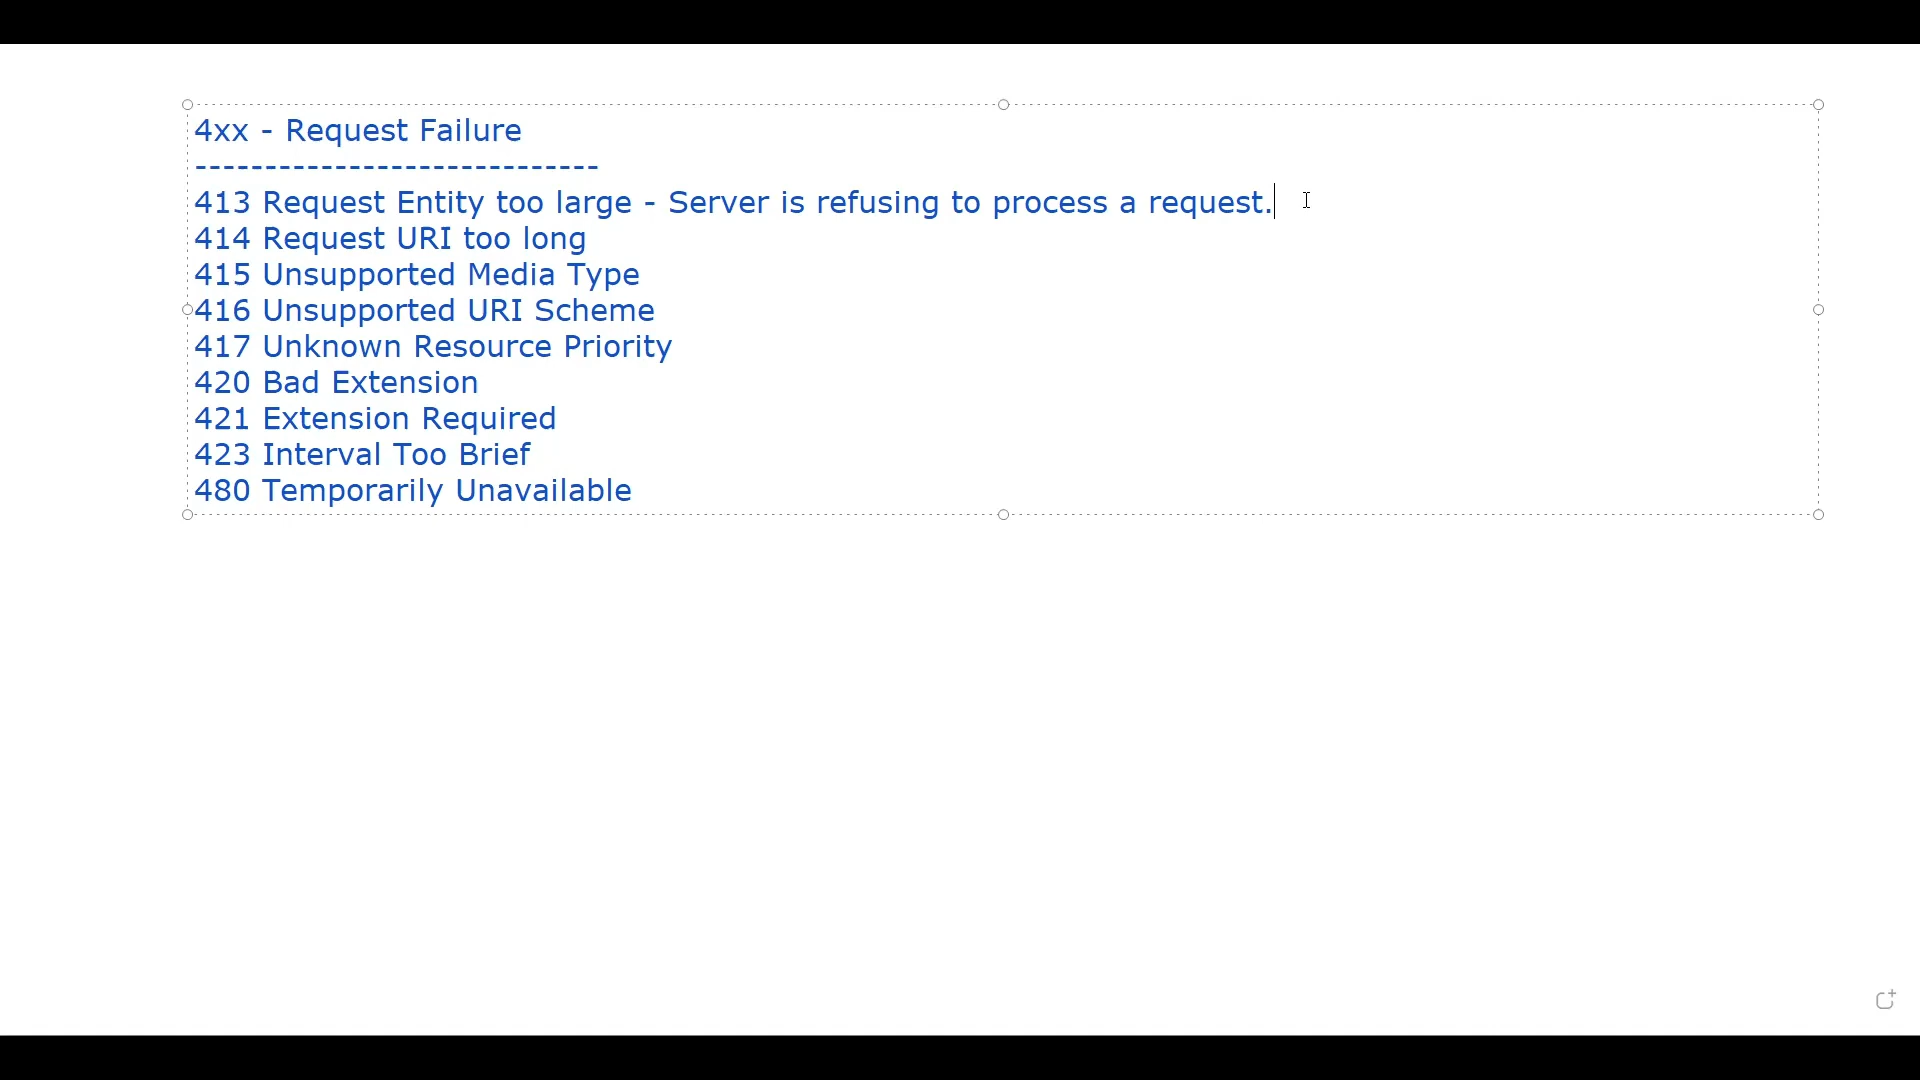 4xx - Request Failure
-----------------------------
413 Request Entity too large - Server is refusing to process a request.
414 Request URI too long
415 Unsupported Media Type
416 Unsupported URI Scheme
417 Unknown Resource Priority
420 Bad Extension
421 Extension Required
423 Interval Too Brief
480 Temporarily Unavailable